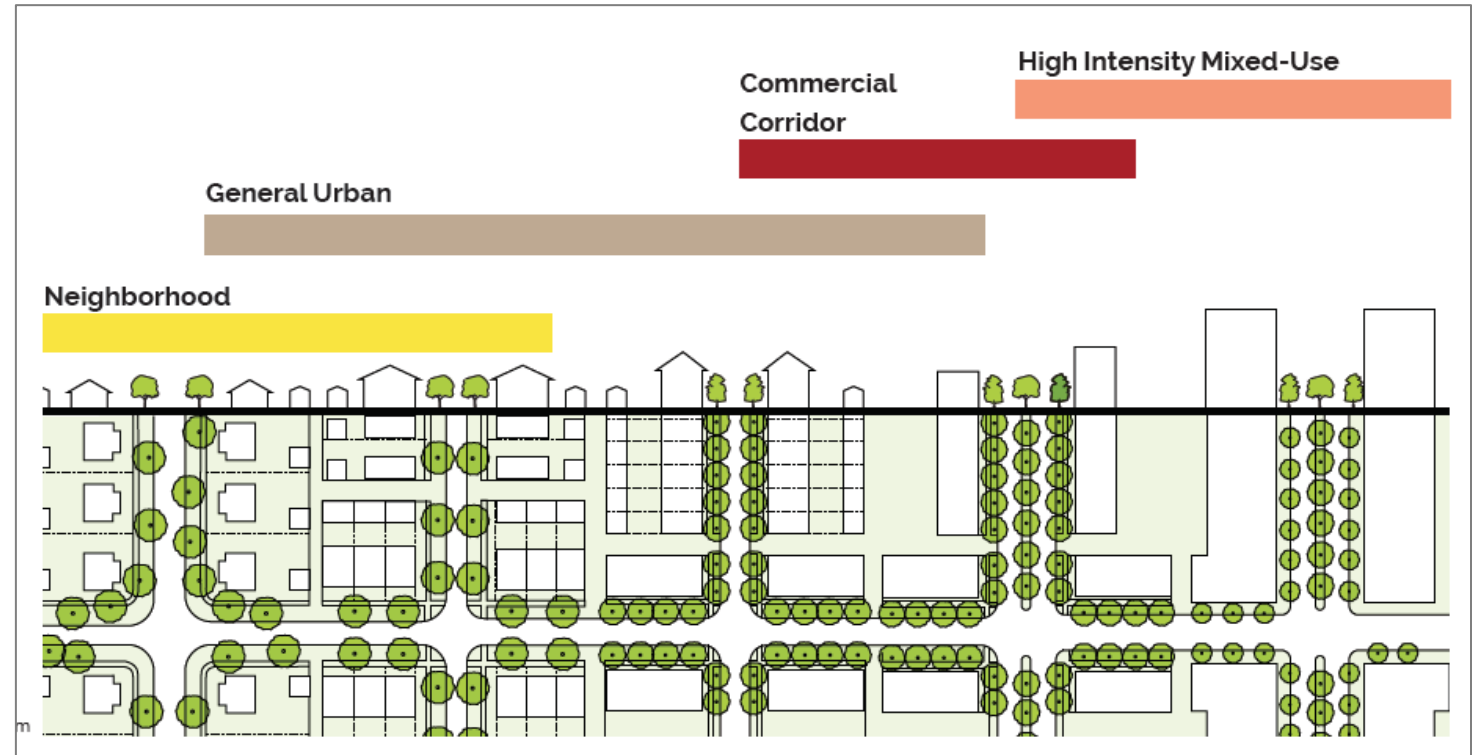 High Intensity Mixed-Use
Commercial
Corridor
General Urban
Neighborhood
m